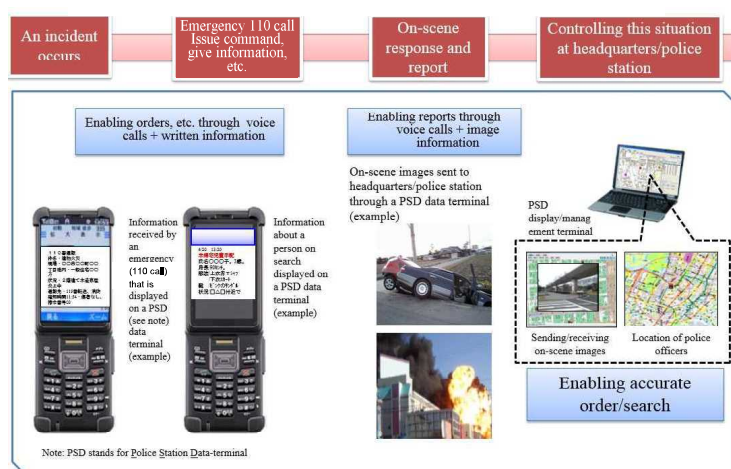 An incident
occurs
Emergency 110 call
Issue command,
give information,
etc.
On-scene
response and
report
Controlling this situation
at headquarters/police
station
Enabling orders, etc. through voice
calls + written information
Enabling reports through
voice calls + image
information
On-scene images sent to
headquarters/police station
through a PSD data terminal
(example)
Information
received by
an
emergency
(110 call)
that is
displayed
on a PSD
(see note)
data
terminal
(example)
Information
about a
person on
search
displayed on
a PSD data
terminal
(example)
PSD
display/manag
ement terminal
Sending/receiving
on-scene images
Location of police
officers
Enabling accurate
order/search
Note: PSD stands for Police Station Data-terminal